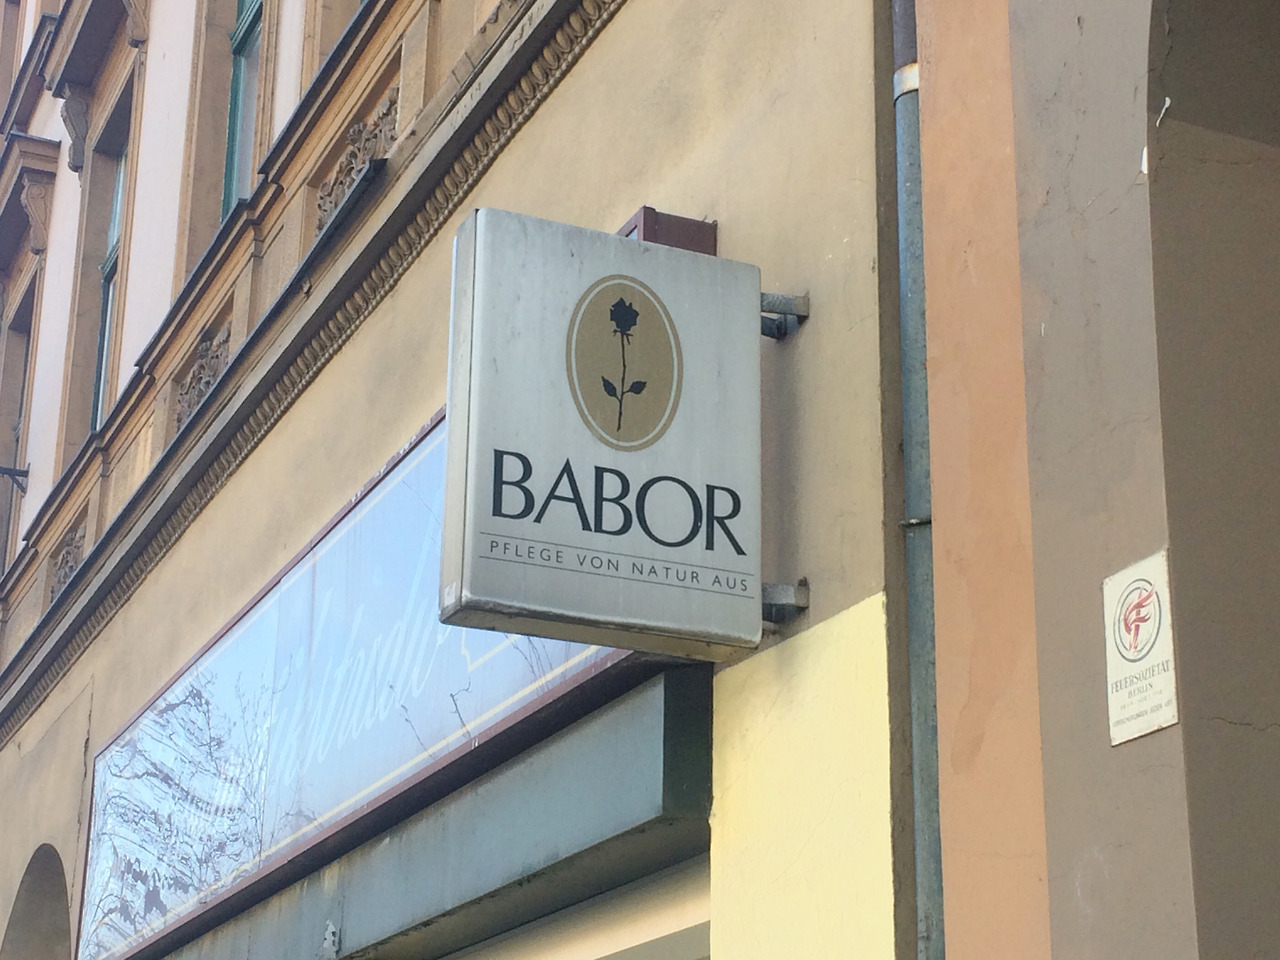 BABOR
PFLEGE VON NATUR AUS
FEUERSOZIETÄT
BERLIN